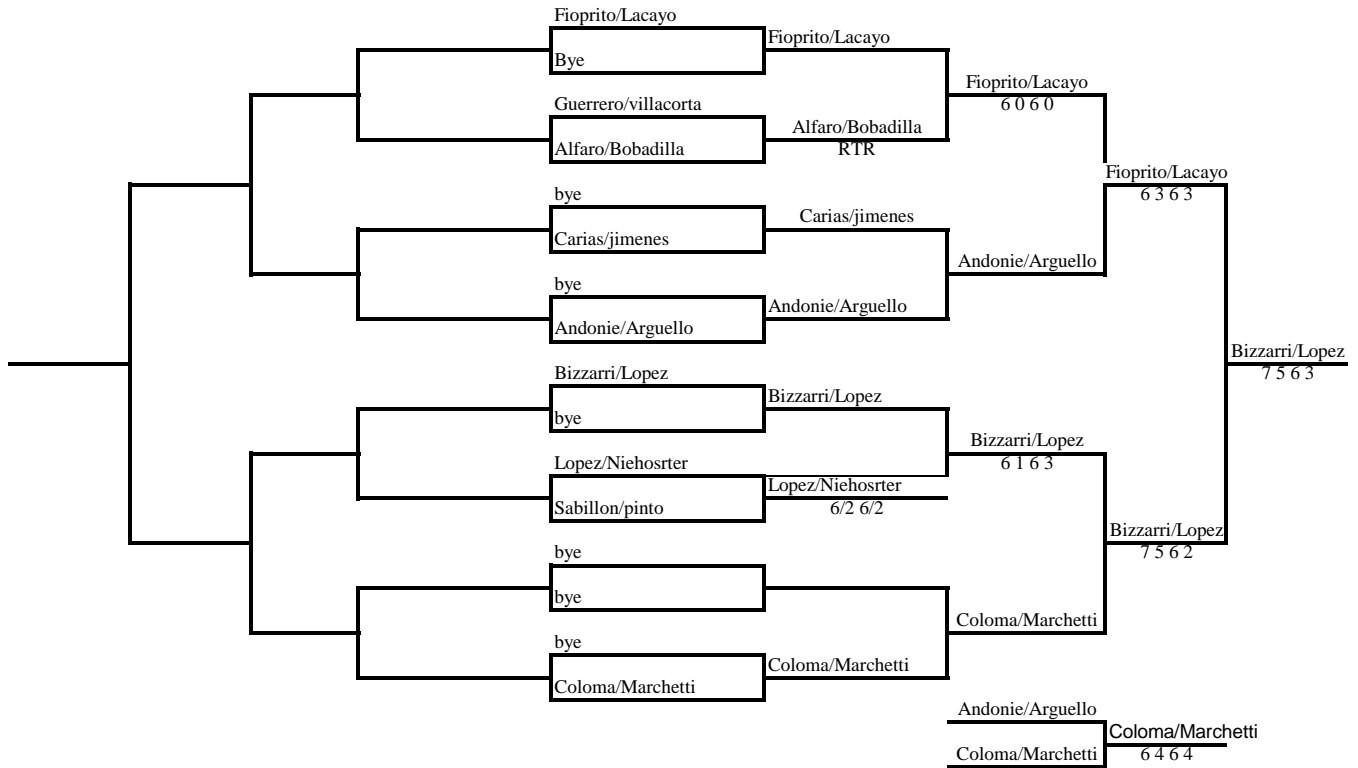 Fioprito/Lacayo
Fioprito/Lacayo
Bye
Fioprito/Lacayo
6 0 6 0
Guerrero/villacorta
Alfaro/Bobadilla
Alfaro/Bobadilla
RTR
Fioprito/Lacayo
6 3 6 3
bye
Carias/jimenes
Carias/jimenes
Andonie/Arguello
bye
Andonie/Arguello
Andonie/Arguello
Bizzarri/Lopez
7 5 6 3
Bizzarri/Lopez
Bizzarri/Lopez
bye
Bizzarri/Lopez
6 1 6 3
Lopez/Niehosrter
Lopez/Niehosrter
Sabillon/pinto
6/2 6/2
Bizzarri/Lopez
7 5 6 2
bye
bye
Coloma/Marchetti
bye
Coloma/Marchetti
Coloma/Marchetti
Andonie/Arguello
Coloma/Marchetti
Coloma/Marchetti
6 4 6 4